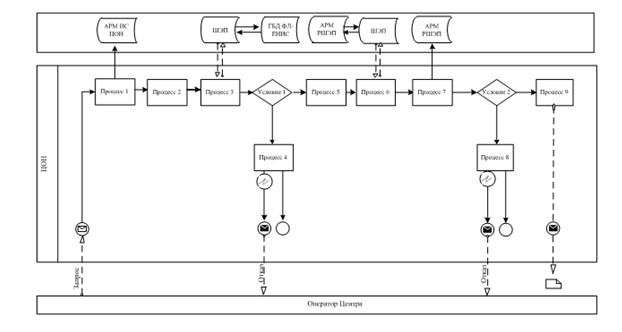 АРМ ИС
ЦОН
ШЭП
ГБД ФЛ/
ЕНИС
АРМ
РШЭП
ШЭП
АРМ
РШЭП
ЦОН
Процесс 1
Процесс 2
Процесс 3
Условие 1
Процесс 5
Процесс 6
Процесс 7
Условие 2
Процесс 9
Процесс 4
Процесс 8
Запрос
Отказ
Отказ
Оператор Центра